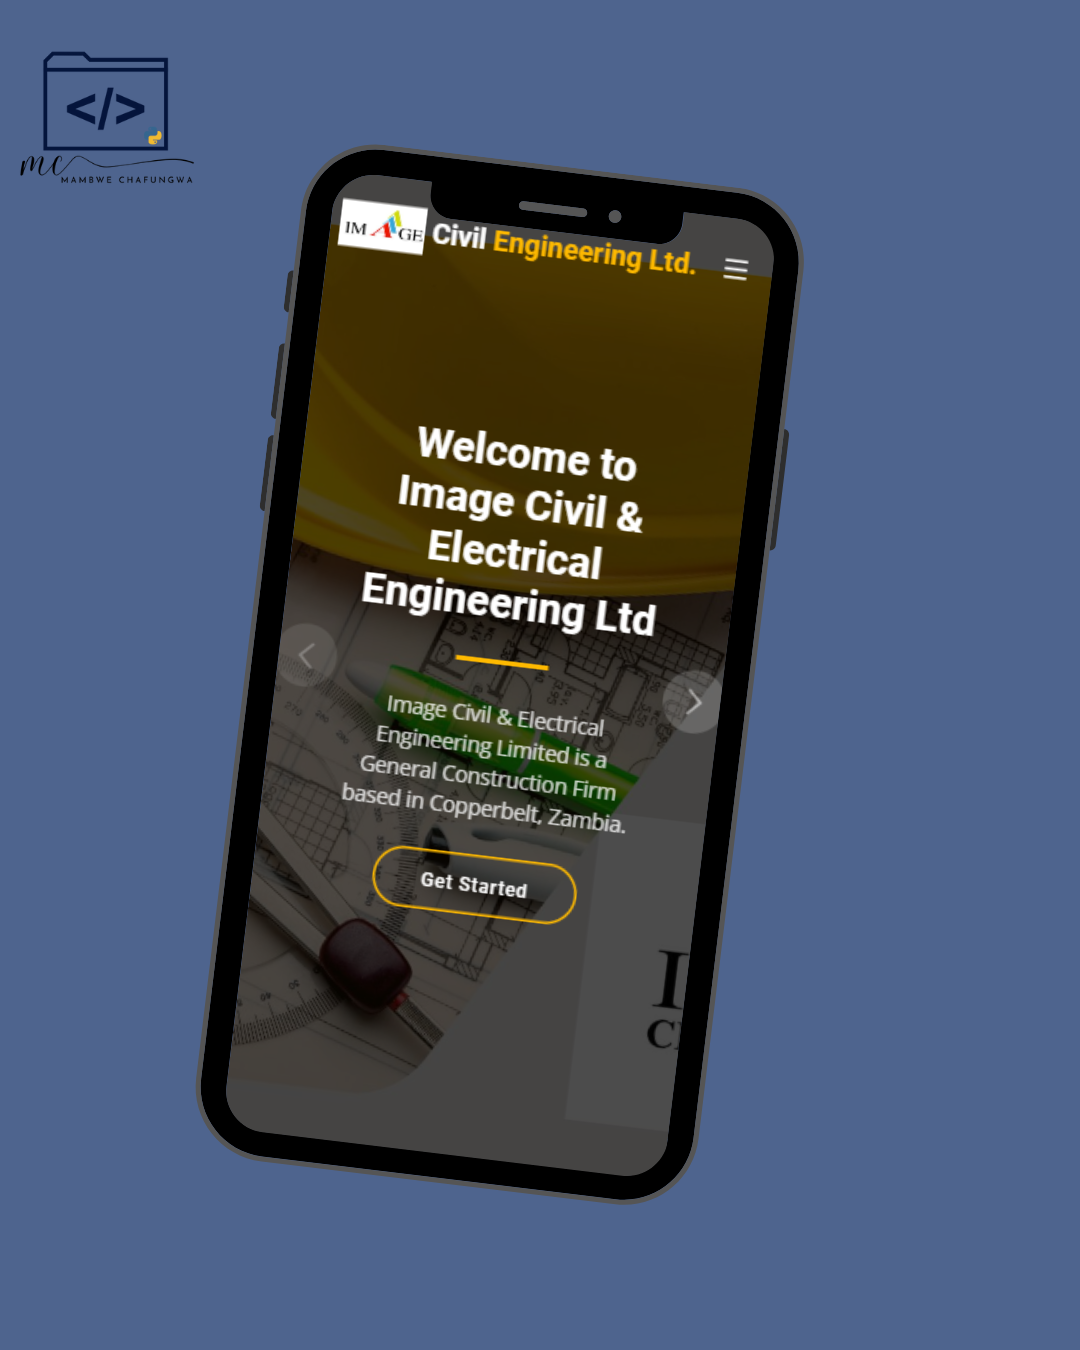 </>
mc
MAMBWE CHAFUNGWA
IMAGE Civil Engineering Ltd.
Welcome to
Image Civil &
Electrical
Engineering Ltd
Image Civil & Electrical
Engineering Limited is a
General Construction Firm
based in Copperbelt, Zambia.
Get Started